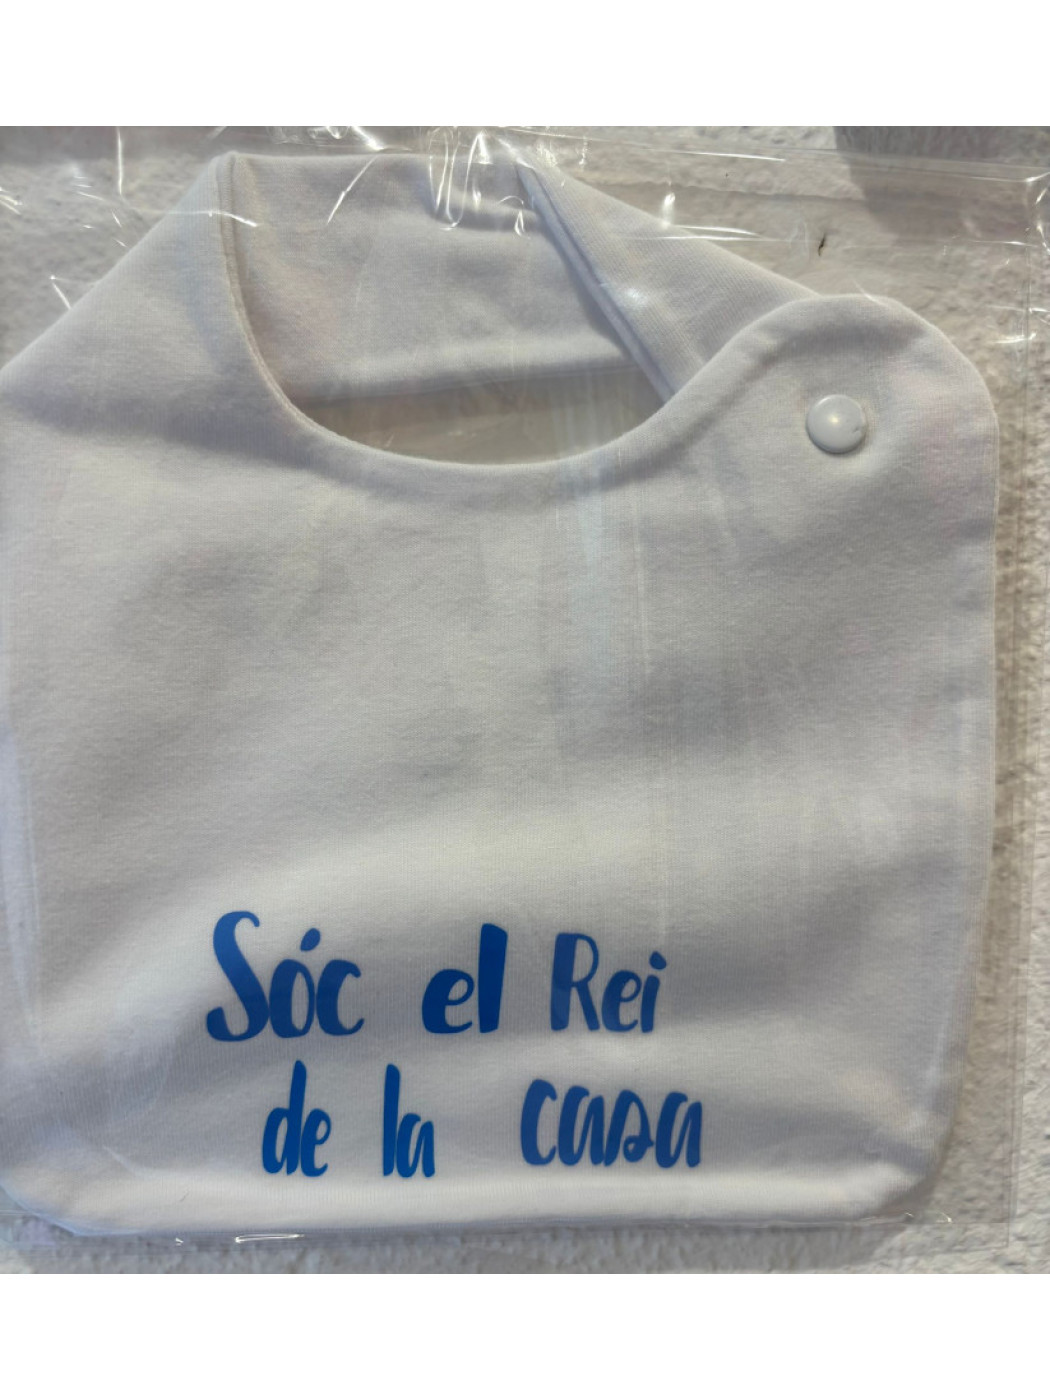 Sóc el Rei
de la casa